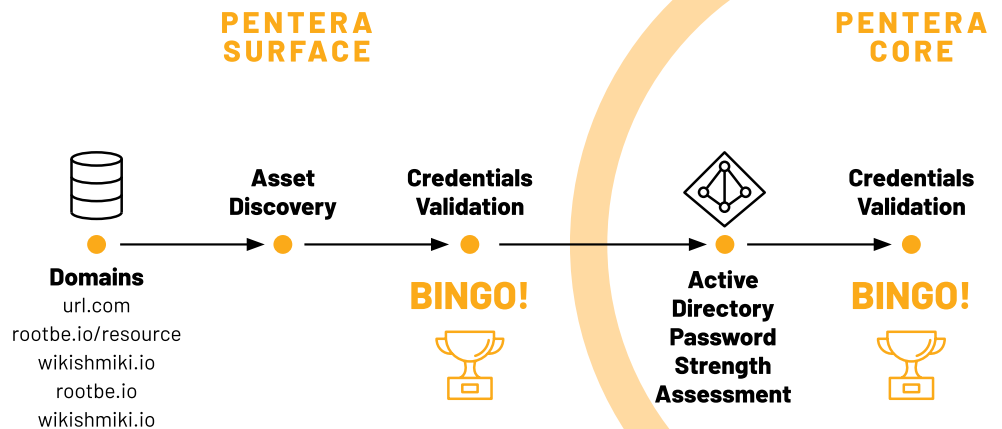 PENTERA
SURFACE
PENTERA
CORE
Asset
Discovery
Credentials
Validation
Credentials
Validation
Domains
url.com
rootbe.io/resource
wikishmiki.io
rootbe.io
wikishmiki.io
BINGO!
Active
Directory
Password
Strength
Assessment
BINGO!